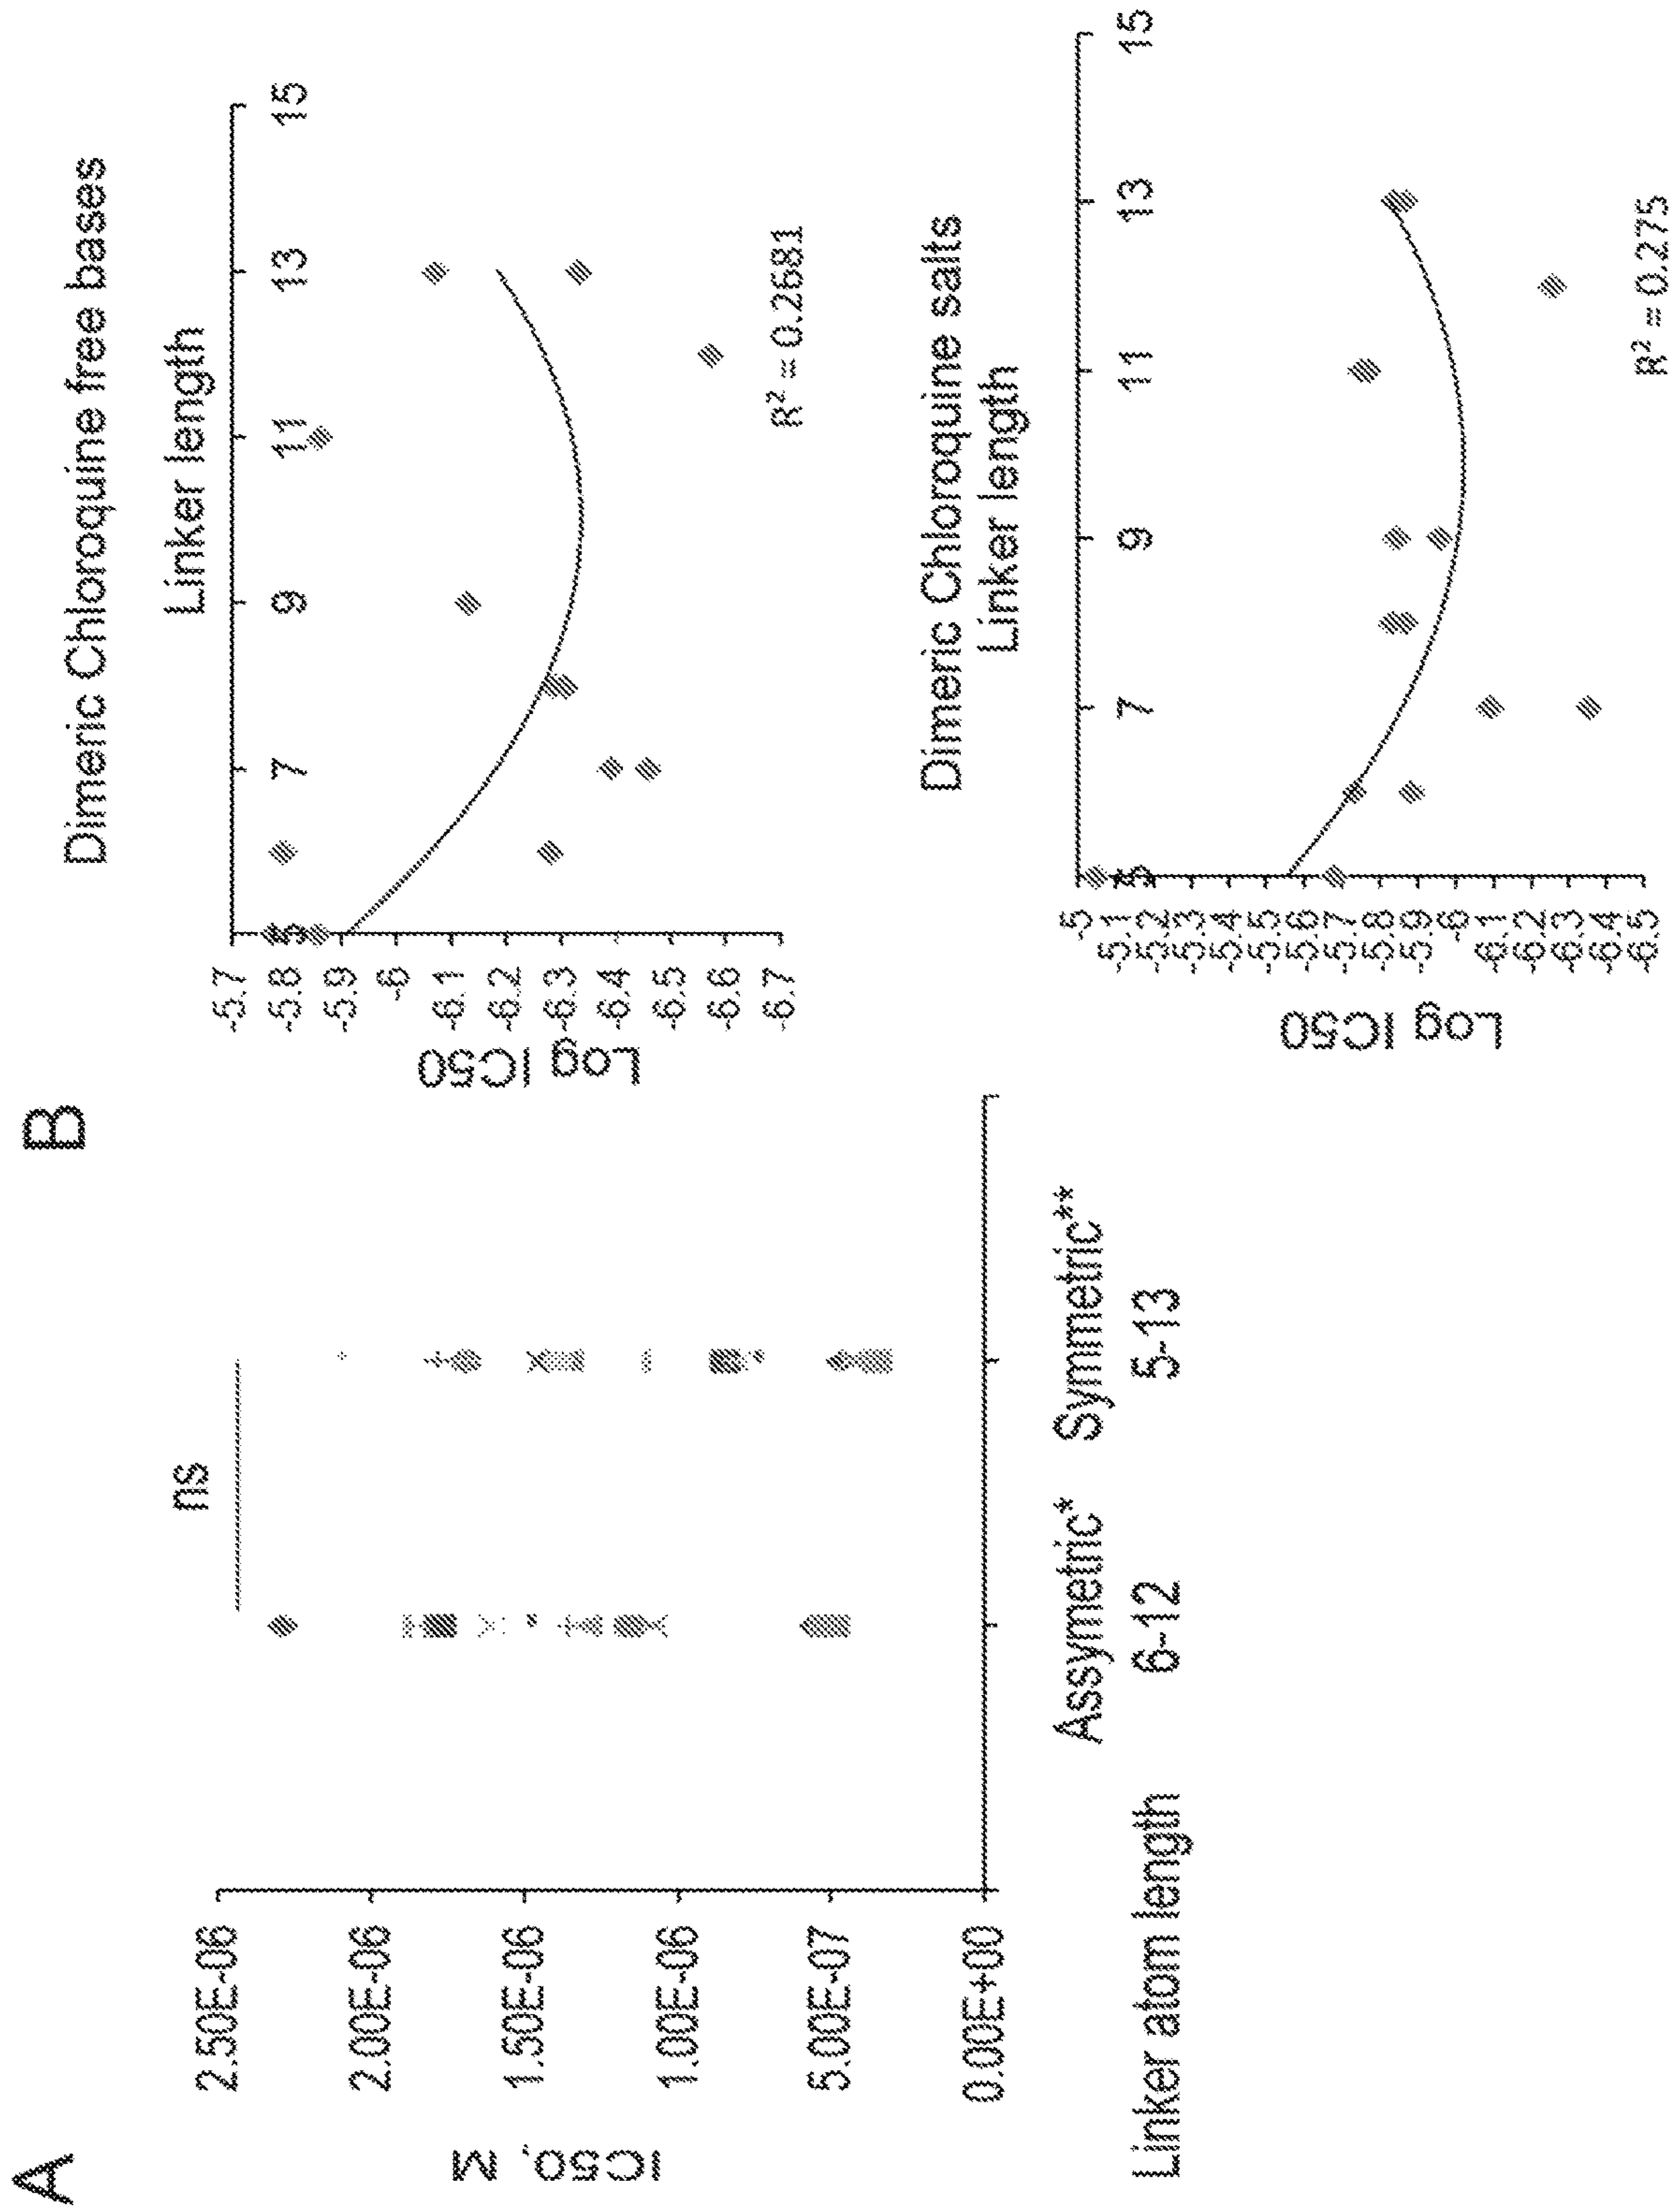 A
IC50, M
2.50E-06
2.00E-06
1.50E-06
1.00E-06
5.00E-07
0.00E+00
ns
Assymetric* Symmetric**
Linker atom length 6-12 5-13
B
Dimeric Chloroquine free bases
Linker length
5 7 9 11 13 15
Log IC50
-5.7
-5.8
-5.9
-6
-6.1
-6.2
-6.3
-6.4
-6.5
-6.6
-6.7
R² = 0.2681
Dimeric Chloroquine salts
Linker length
5 7 9 11 13 15
Log IC50
-5
-5.1
-5.2
-5.3
-5.4
-5.5
-5.6
-5.7
-5.8
-5.9
-6
-6.1
-6.2
-6.3
-6.4
-6.5
R² = 0.275